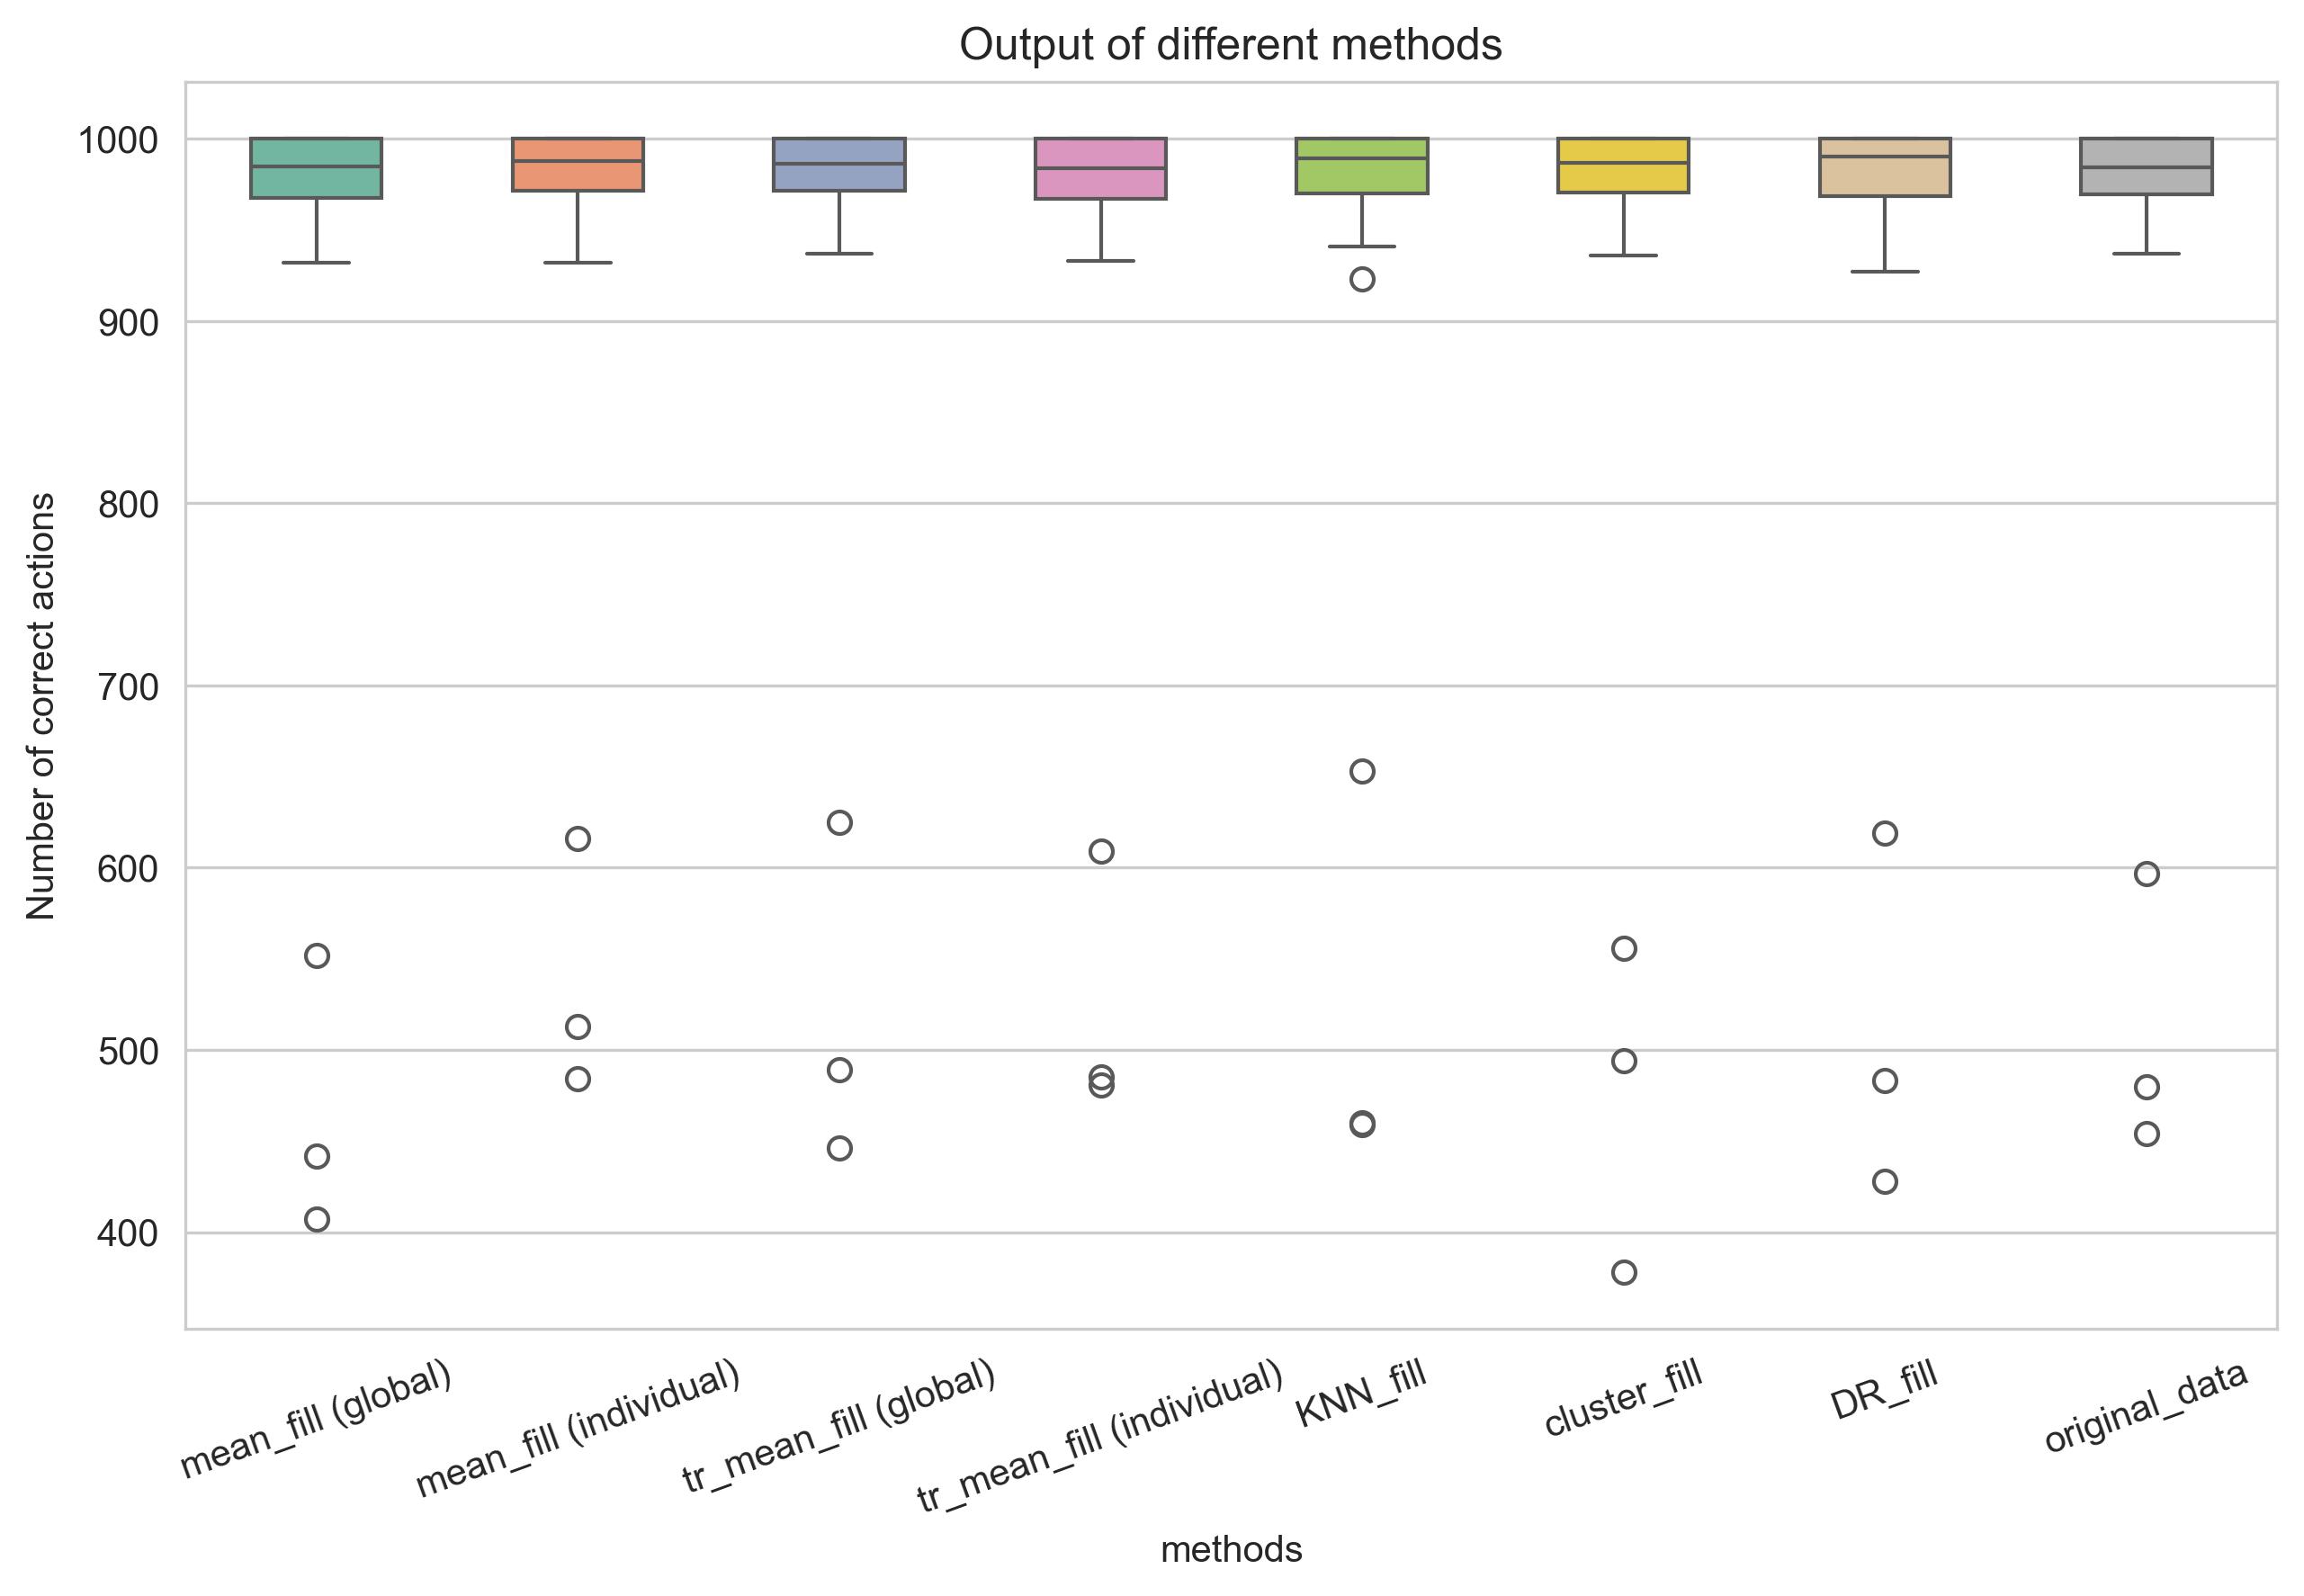 Output of different methods
Number of correct actions
1000
900
800
700
600
500
400
mean_fill (global)
mean_fill (individual)
tr_mean_fill (global)
tr_mean_fill (individual)
KNN_fill
cluster_fill
DR_fill
original_data
methods